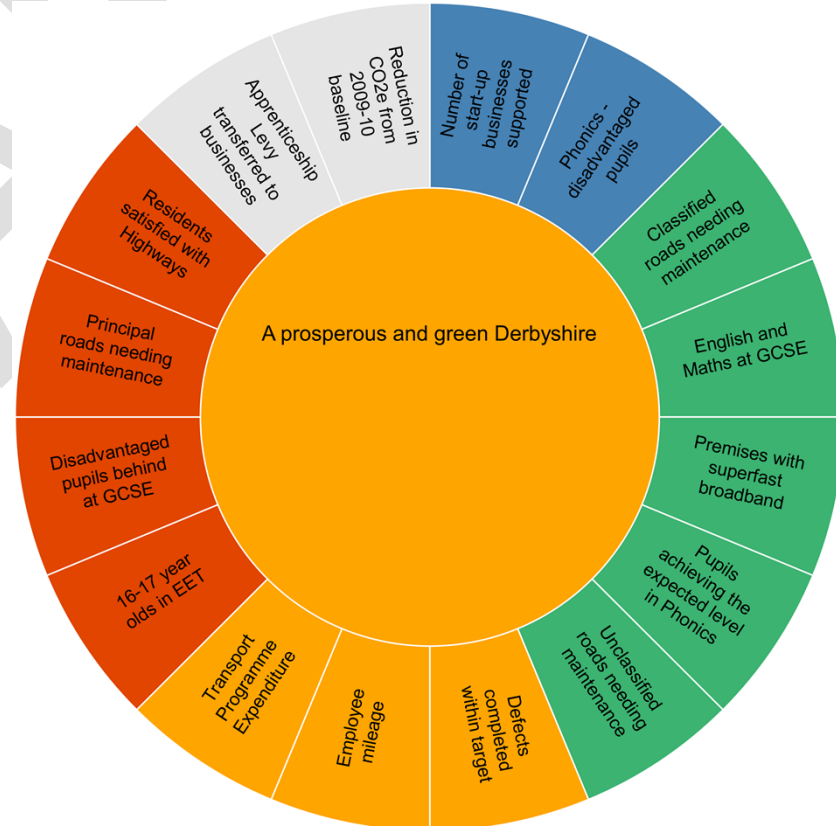 A prosperous and green Derbyshire
Number of
start-up
businesses
supported
Phonics -
disadvantaged
pupils
Classified
roads needing
maintenance
English and
Maths at GCSE
Premises with
superfast
broadband
Pupils
achieving the
expected level
in Phonics
Unclassified
roads needing
maintenance
Defects
completed
within target
Employee
mileage
Transport
Programme
Expenditure
16-17 year
olds in EET
Disadvantaged
pupils behind
at GCSE
Principal
roads needing
maintenance
Residents
satisfied with
Highways
Apprenticeship
Levy
transferred to
businesses
Reduction in
CO2e from
2009-10
baseline